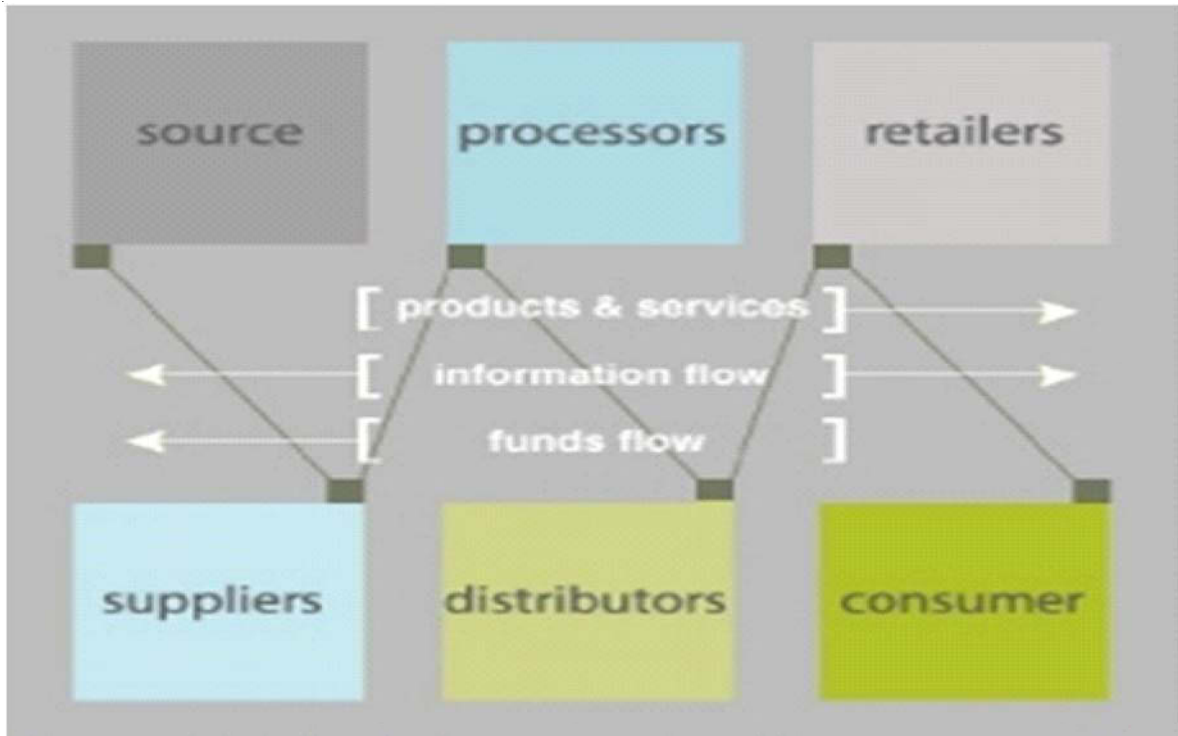 source
processors
retailers
[ products & services ]
[ information flow ]
[ funds flow ]
suppliers
distributors
consumer